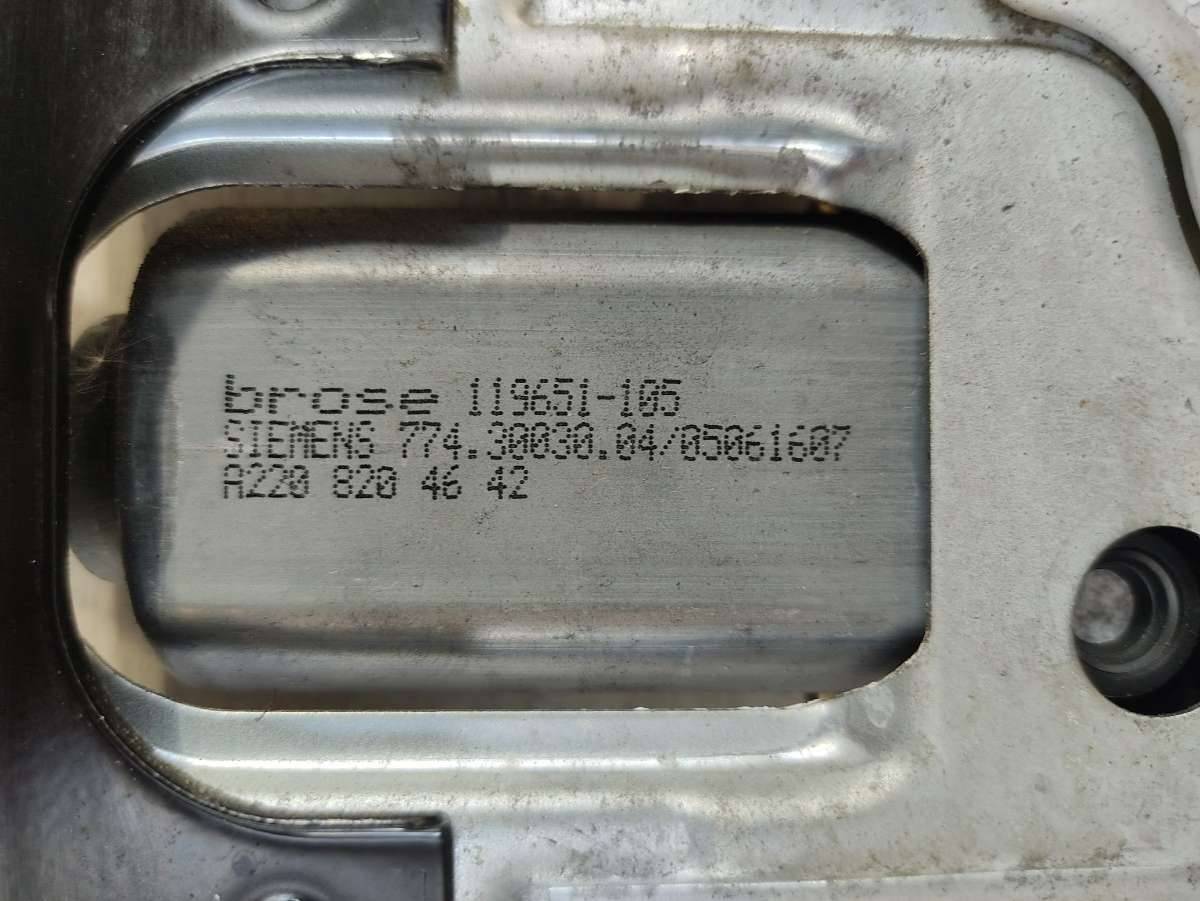 brose 119651-105
SIEMENS 774.30030.04/05061607
A220 820 46 42